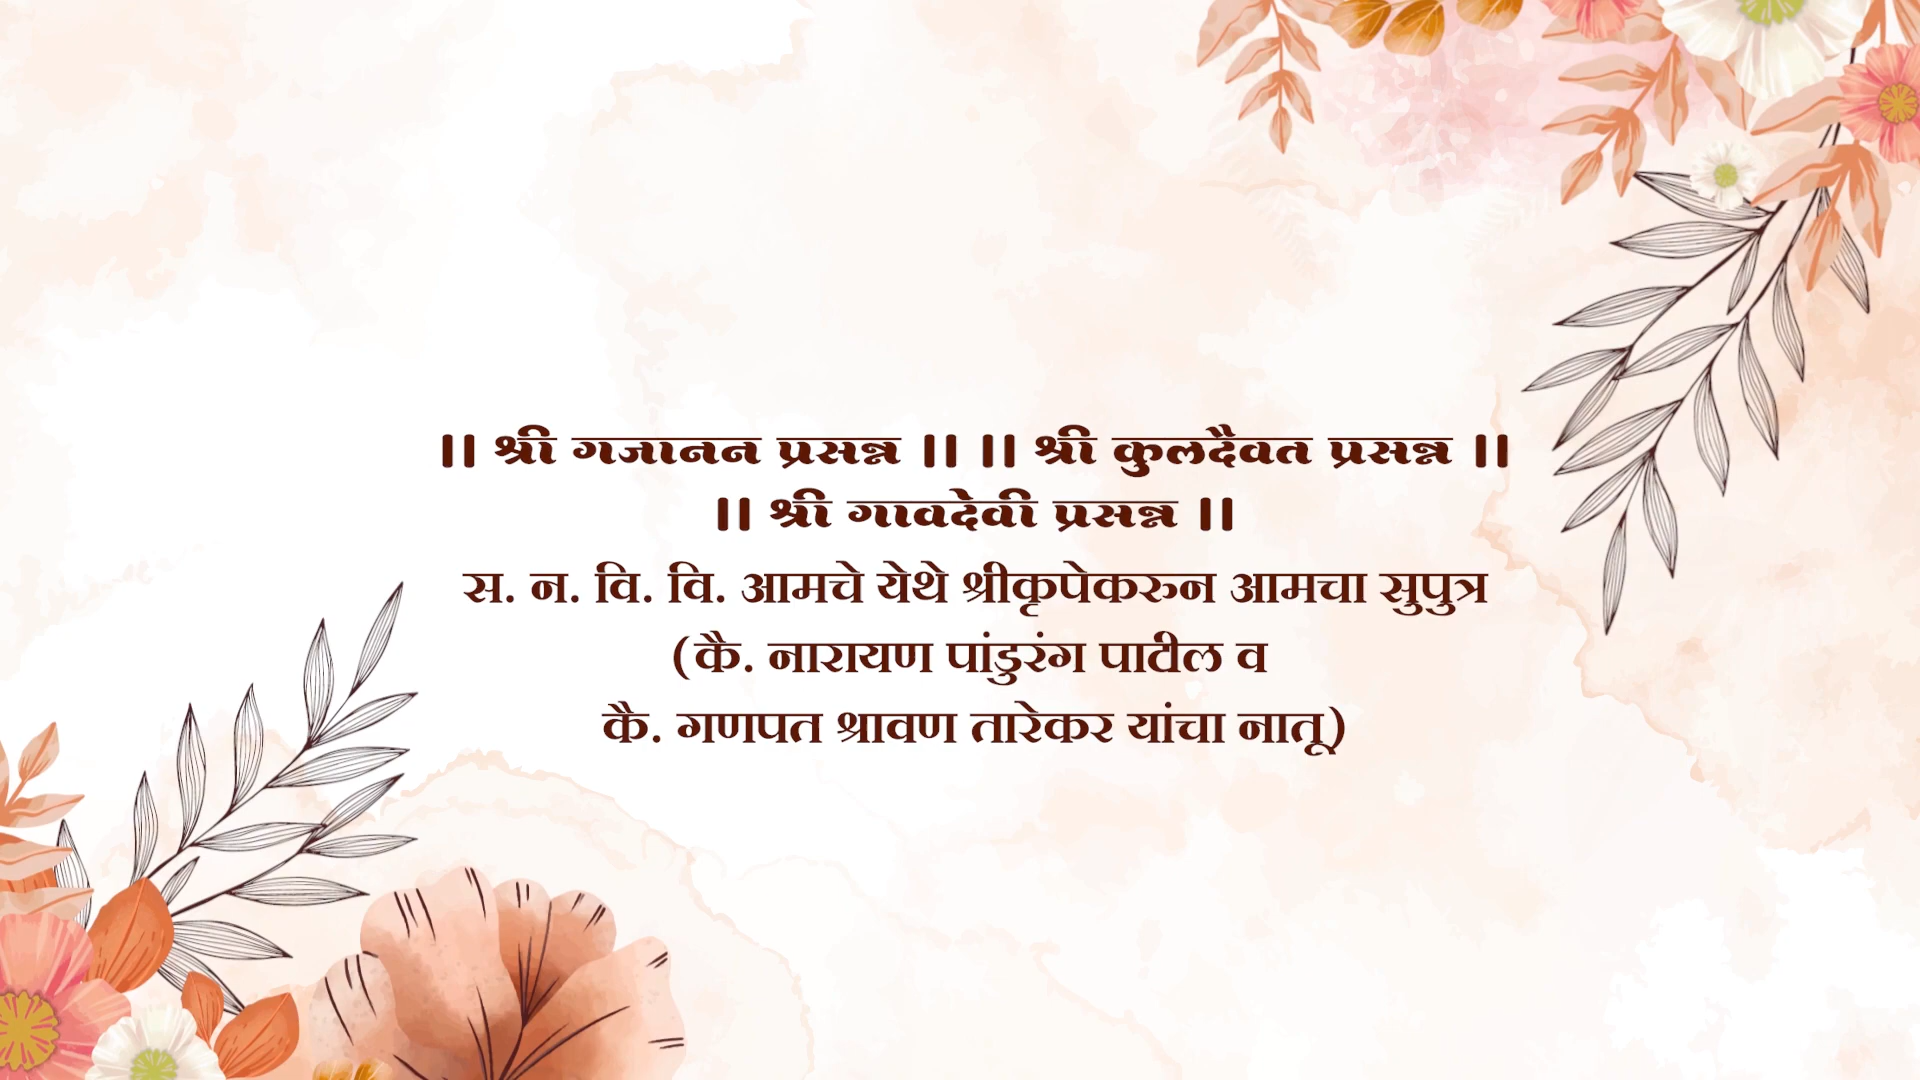 || श्री गजानन प्रसन्न || || श्री कुलदैवत प्रसन्न ||
|| श्री गावदेवी प्रसन्न ||
स. न. वि. वि. आमचे येथे श्रीकृपेकरुन आमचा सुपुत्र
(कै. नारायण पांडुरंग पाटील व
कै. गणपत श्रावण तारेकर यांचा नातू)